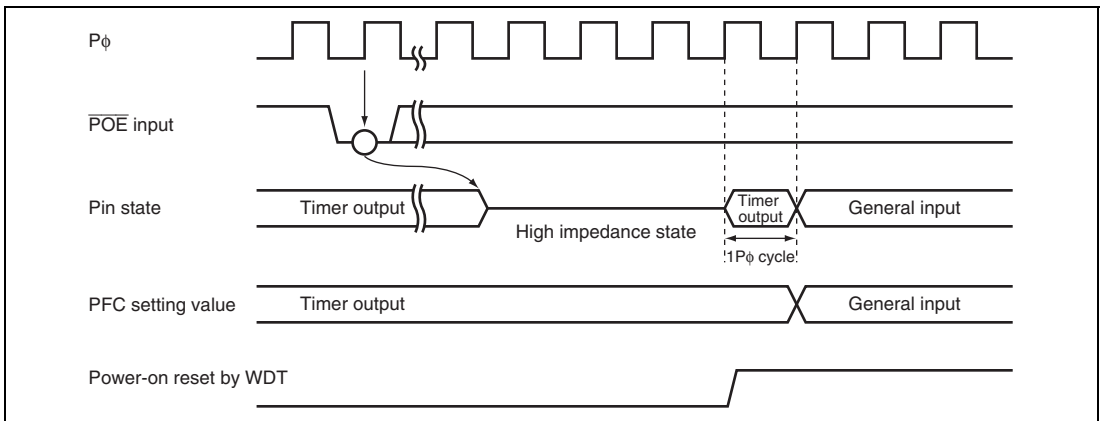 Pϕ
POE input
Pin state
Timer output
High impedance state
Timer
output
General input
1Pϕ cycle
PFC setting value
Timer output
General input
Power-on reset by WDT